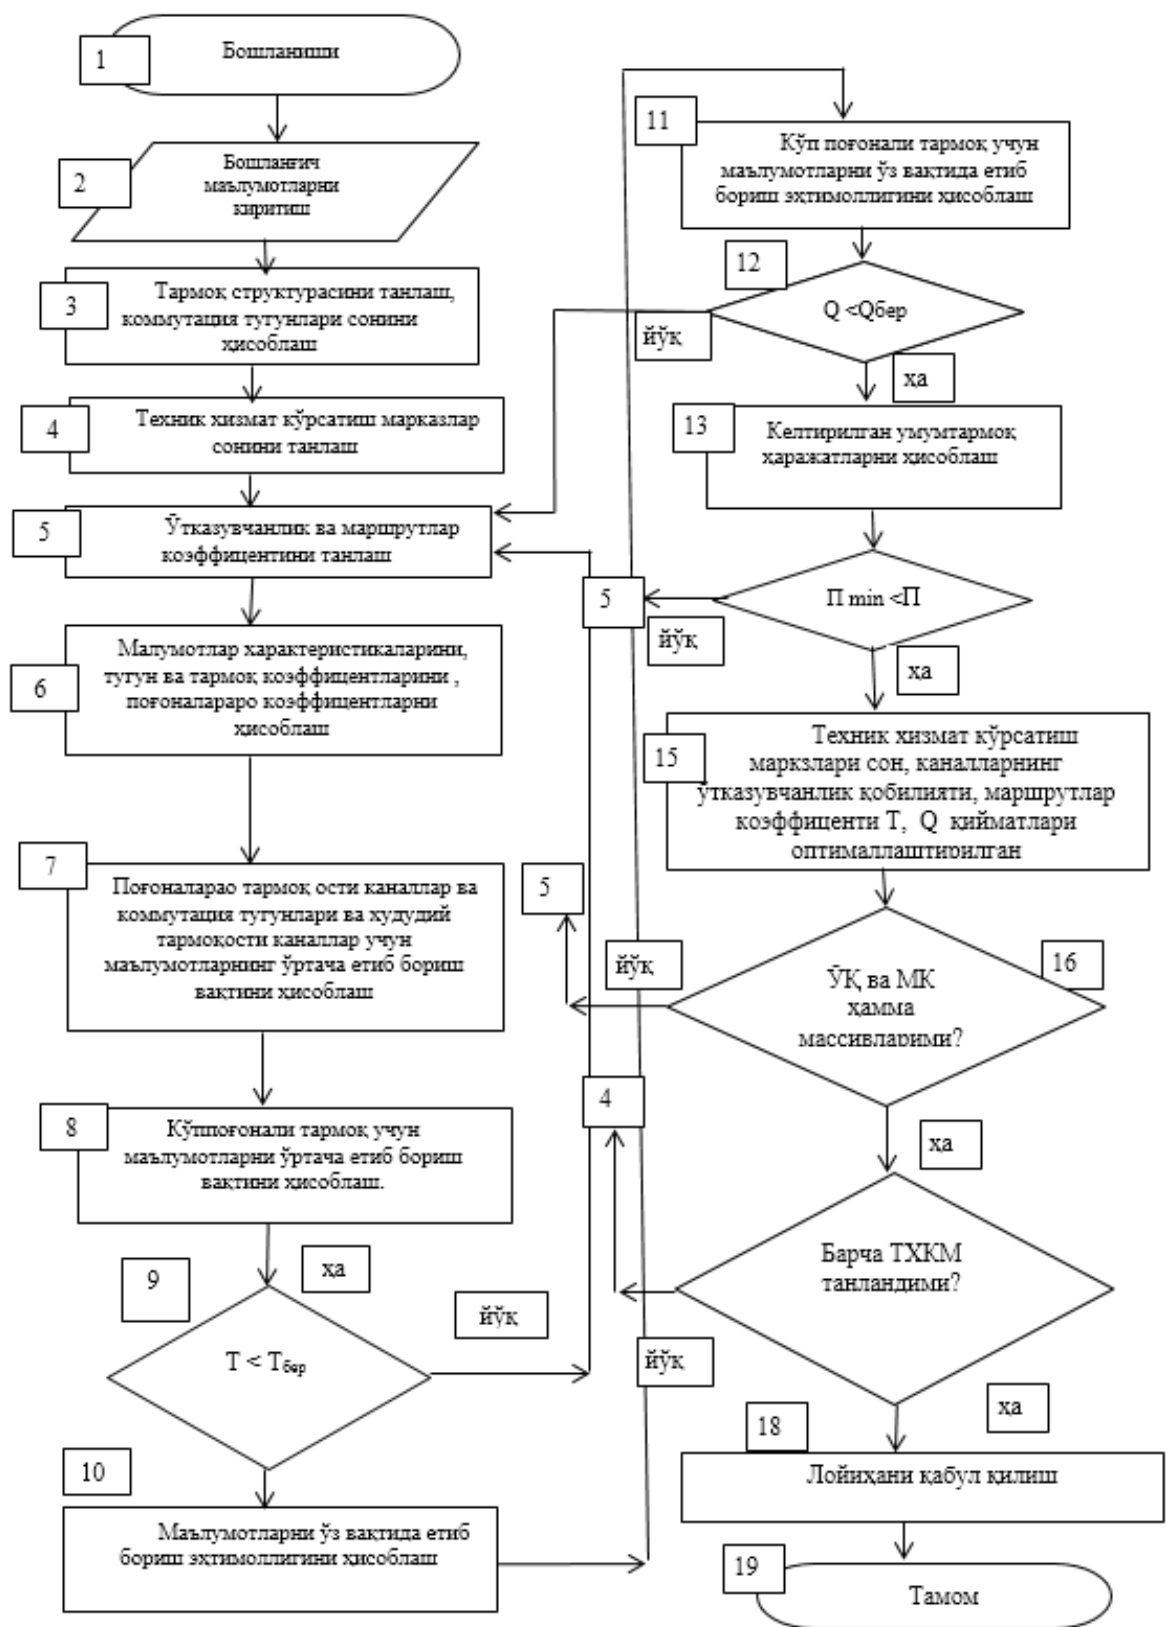 1
Бошланиши
2
Бошланғич
маълумотларни
киритиш
3
Тармоқ структурасини танлаш,
коммутация тугунлари сонини
ҳисоблаш
4
Техник хизмат кўрсатиш марказлар
сонини танлаш
5
Ўтказувчанлик ва маршрутлар
коэффицентини танлаш
6
Малумотлар характеристикаларини,
тугун ва тармоқ коэффицентларини ,
поғоналараро коэффицентларни
ҳисоблаш
7
Поғоналарао тармоқ ости каналлар ва
коммутация тугунлари ва худудий
тармоқости каналлар учун
маълумотларнинг ўртача етиб бориш
вақтини ҳисоблаш
8
Кўппоғонали тармоқ учун
маълумотларни ўртача етиб бориш
вақтини ҳисоблаш.
9
ҳа
йўқ
T < Tбер
10
Маълумотларни ўз вақтида етиб
бориш эҳтимоллигини ҳисоблаш
11
Кўп поғонали тармоқ учун
маълумотларни ўз вақтида етиб
бориш эҳтимоллигини ҳисоблаш
12
Q <Qбер
йўқ
ҳа
13
Келтирилган умумтармоқ
ҳаражатларни ҳисоблаш
П min <П
5
йўқ
ҳа
15
Техник хизмат кўрсатиш
маркзлари сон, каналларнинг
ўтказувчанлик қобилияти, маршрутлар
коэффиценти T, Q қийматлари
оптималлаштирилган
5
йўқ
16
ЎҚ ва МК
ҳамма
массивларими?
4
ҳа
Барча ТХКМ
танландими?
йўқ
ҳа
18
Лойиҳани қабул қилиш
19
Тамом